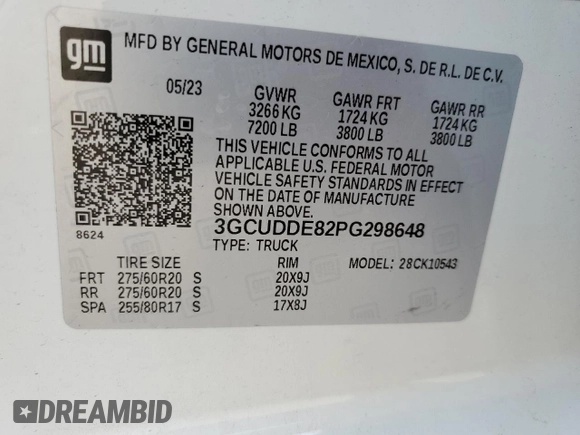 gm
MFD BY GENERAL MOTORS DE MEXICO, S. DE R.L. DE C.V.
05/23 GVWR GAWR FRT GAWR RR
3266 KG 1724 KG 1724 KG
7200 LB 3800 LB 3800 LB
THIS VEHICLE CONFORMS TO ALL
APPLICABLE U.S. FEDERAL MOTOR
VEHICLE SAFETY STANDARDS IN EFFECT
ON THE DATE OF MANUFACTURE
SHOWN ABOVE.
8624 3GCUDDE82PG298648
TYPE: TRUCK
TIRE SIZE RIM MODEL: 28CK10543
FRT 275/60R20 S 20X9J
RR 275/60R20 S 20X9J
SPA 255/80R17 S 17X8J
DREAMBID